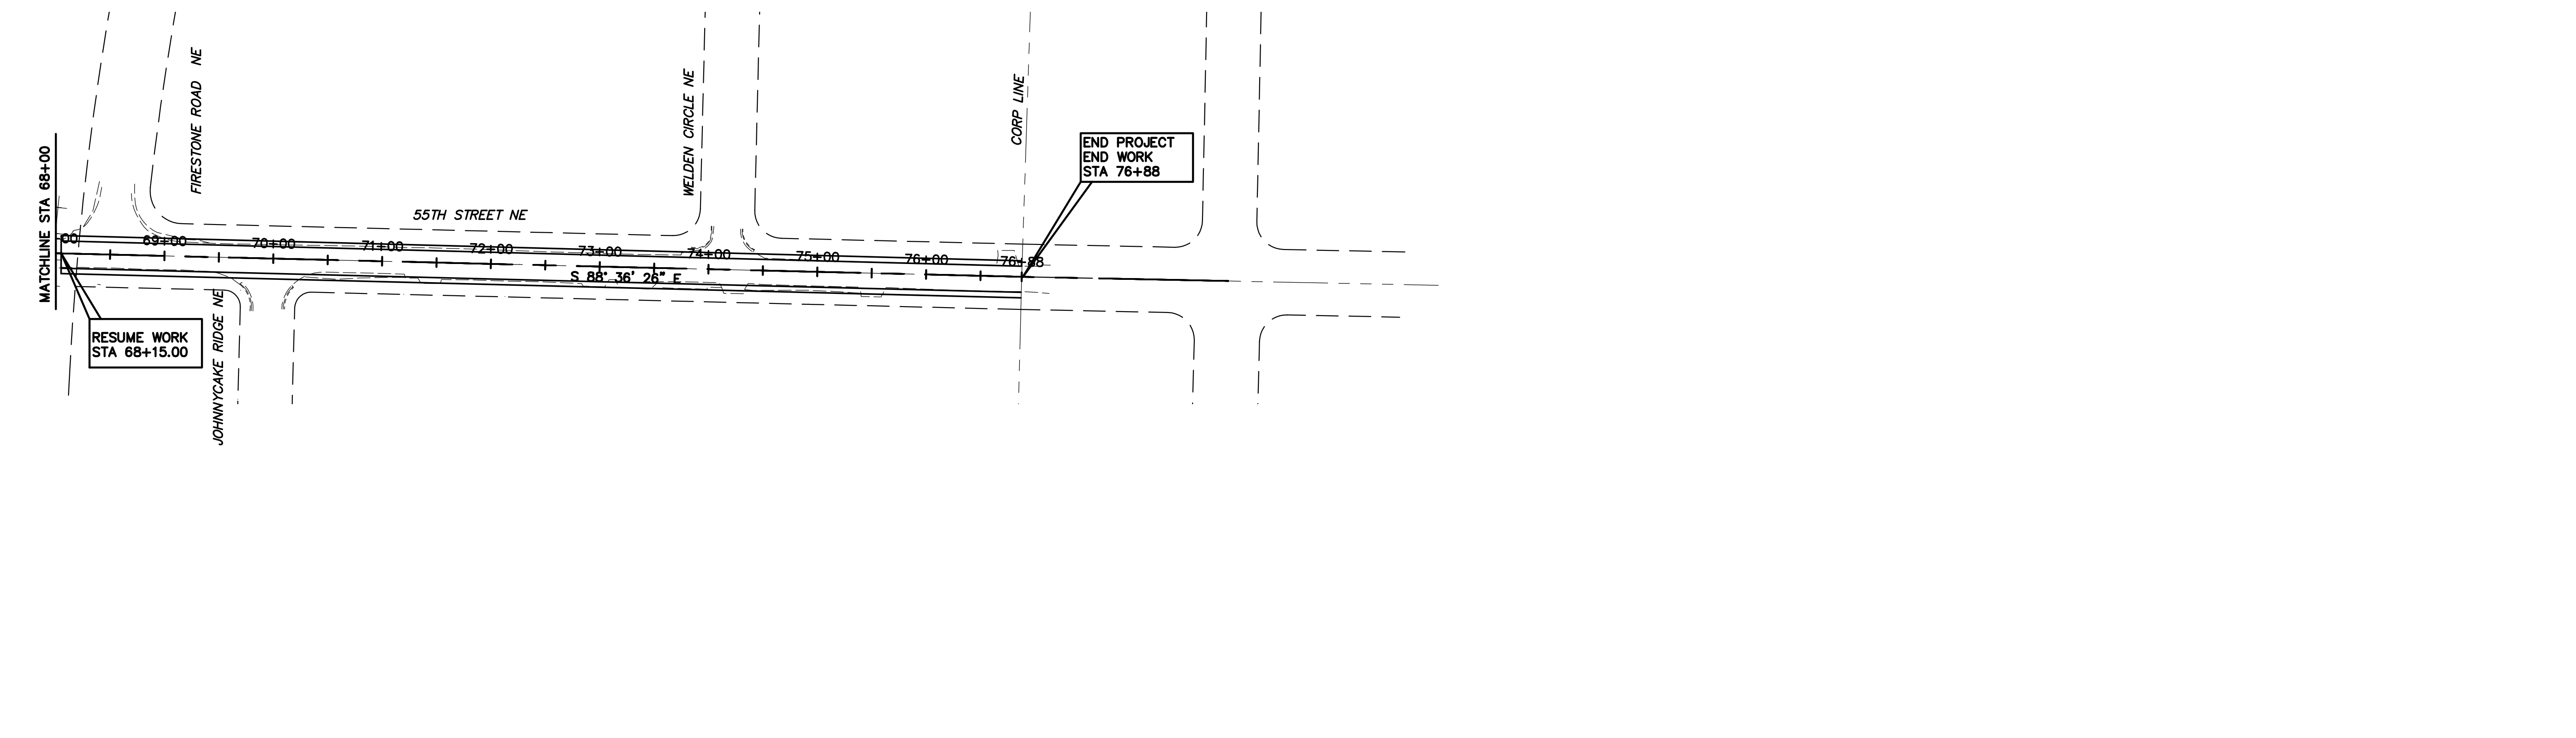 FIRESTONE ROAD NE
WELDEN CIRCLE NE
CORP LINE
END PROJECT
END WORK
STA 76+88
MATCHLINE STA 68+00
55TH STREET NE
00
69+00
70+00
71+00
72+00
73+00
74+00
75+00
76+00
76+88
S 88° 36' 26" E
JOHNNYCAKE RIDGE NE
RESUME WORK
STA 68+15.00